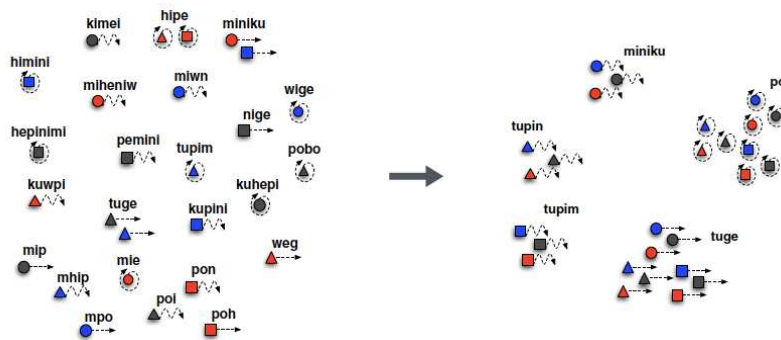 kimei
hipe
miniku
himini
miheniw
miwn
wige
nige
hepinimi
pemini
tupim
pobo
kuwpi
tuge
kuhepi
kupini
weg
mip
mie
mhip
pon
poi
mpo
poh
miniku
tupin
tupim
tuge